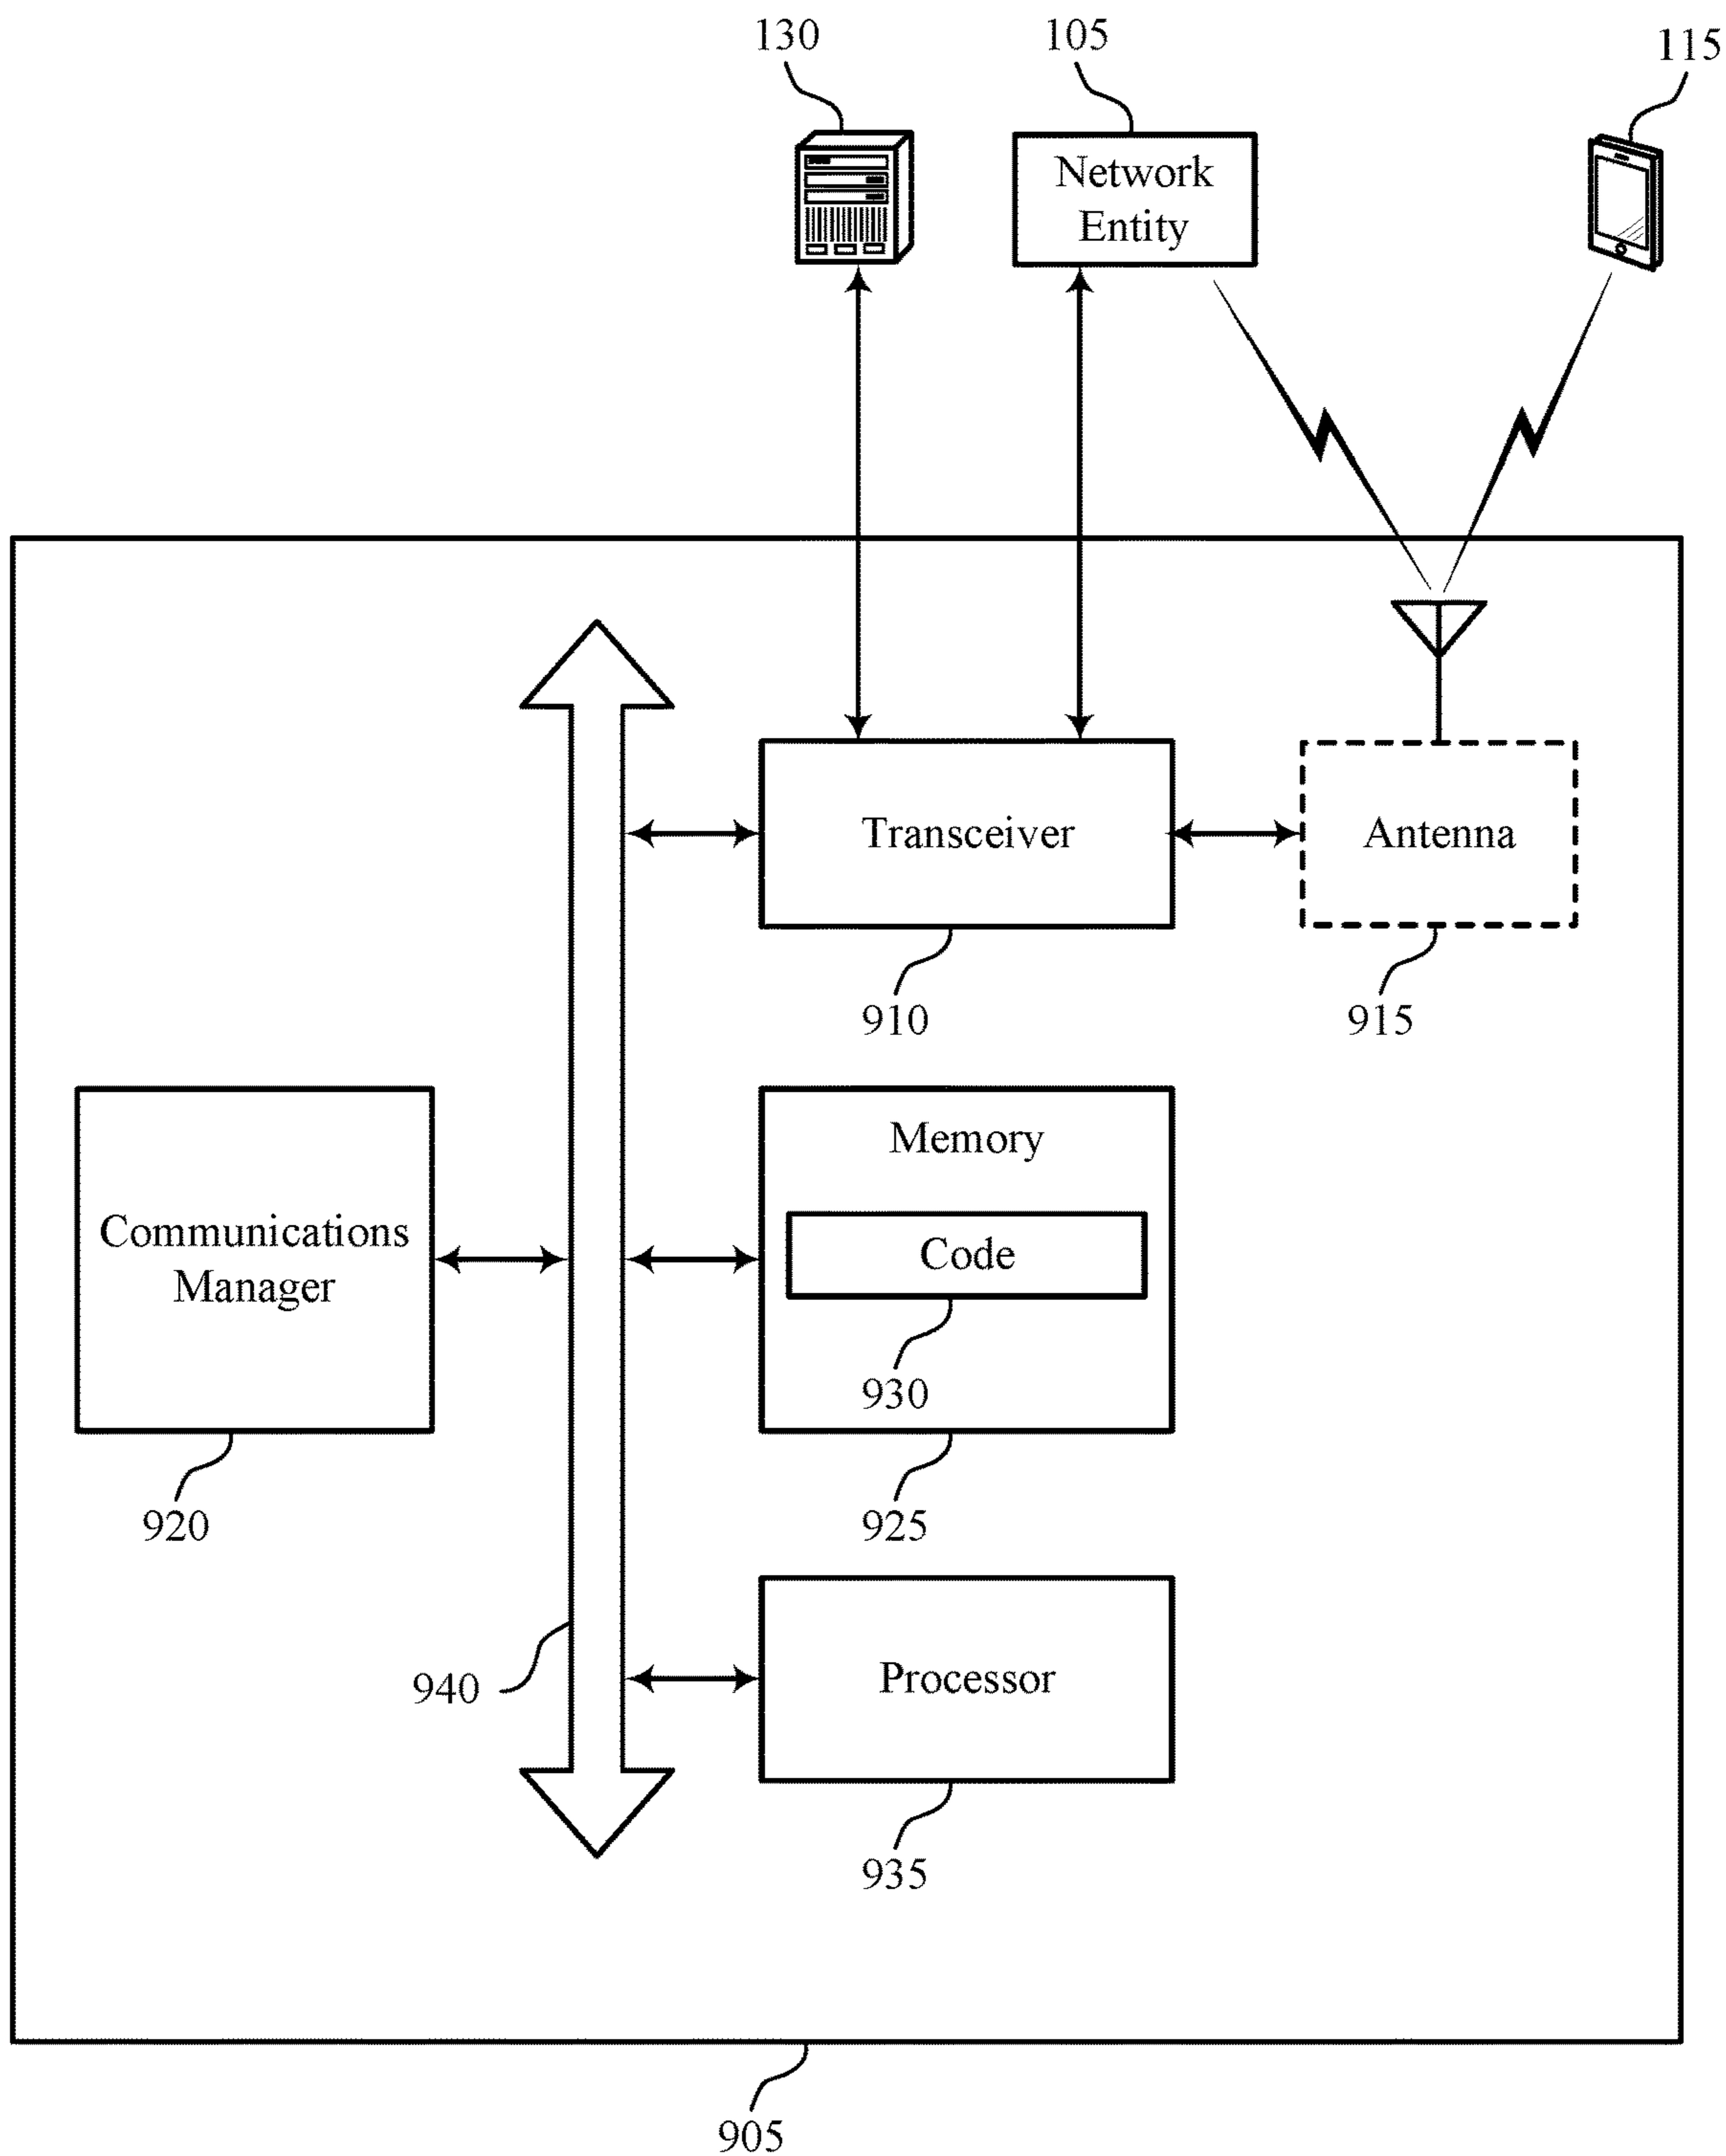 130
105
115
Network
Entity
Transceiver
Antenna
910
915
Communications
Manager
Memory
Code
930
920
925
940
Processor
935
905